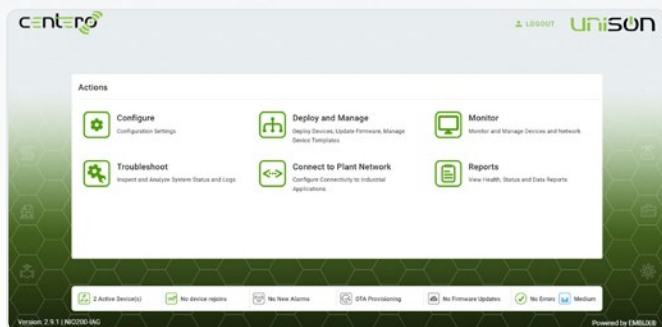 centero
LOGOUT
UniSON
Actions
Configure
Configuration Settings
Deploy and Manage
Deploy Devices, Update Firmware, Manage
Device Templates
Monitor
Monitor and Manage Devices and Network
Troubleshoot
Inspect and Analyze System Status and Logs
Connect to Plant Network
Configure Connectivity to Industrial
Applications
Reports
View Health, Status and Data Reports
2 Active Device(s)
No device rejoins
No New Alarms
OTA Provisioning
No Firmware Updates
No Errors
Medium
Version: 2.9.1 | NIO200-IAG
Powered by EMBUX®